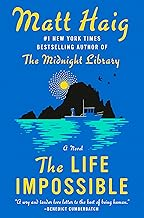 Matt Haig
#1 NEW YORK TIMES
BESTSELLING AUTHOR OF
The Midnight Library
A Novel
The LIFE
IMPOSSIBLE
"A wry and tender love letter to the best of being human."
—BENEDICT CUMBERBATCH